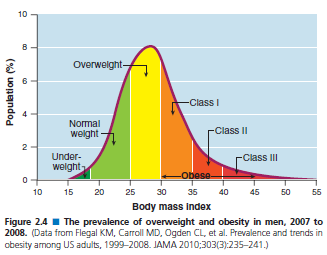 10
8
6
4
2
0
Population (%)
Overweight
Class I
Normal
weight
Class II
Under-
weight
Class III
Obese
10 15 20 25 30 35 40 45 50 55
Body mass index
Figure 2.4 ■ The prevalence of overweight and obesity in men, 2007 to
2008. (Data from Flegal KM, Carroll MD, Ogden CL, et al. Prevalence and trends in
obesity among US adults, 1999–2008. JAMA 2010;303(3):235–241.)